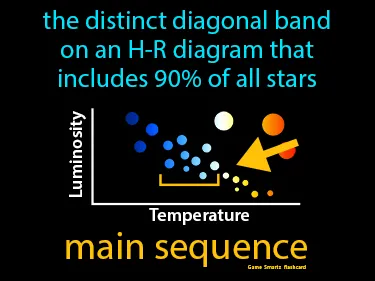 the distinct diagonal band
on an H-R diagram that
includes 90% of all stars
Luminosity
Temperature
main sequence
Game Smartz flashcard